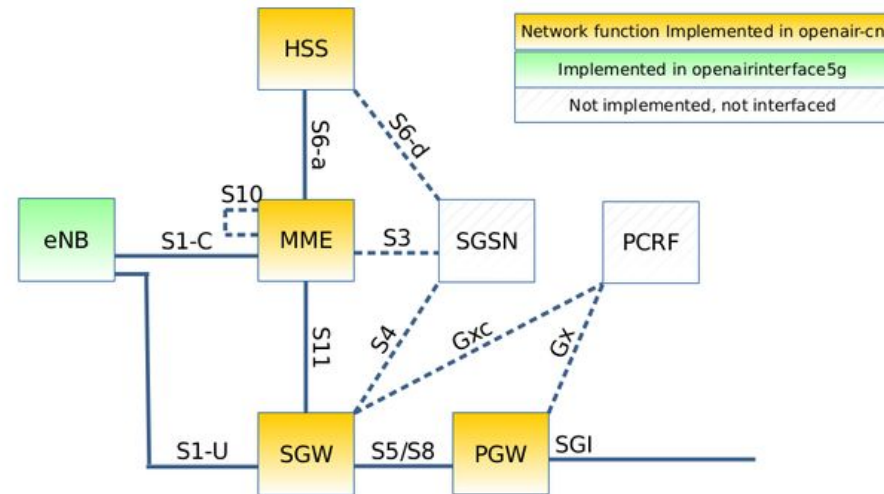 HSS
Network function Implemented in openair-cn
Implemented in openairinterface5g
Not implemented, not interfaced
S6-a
S6-d
S10
eNB
S1-C
MME
S3
SGSN
PCRF
S11
S4
Gxc
Gx
S1-U
SGW
S5/S8
PGW
SGI